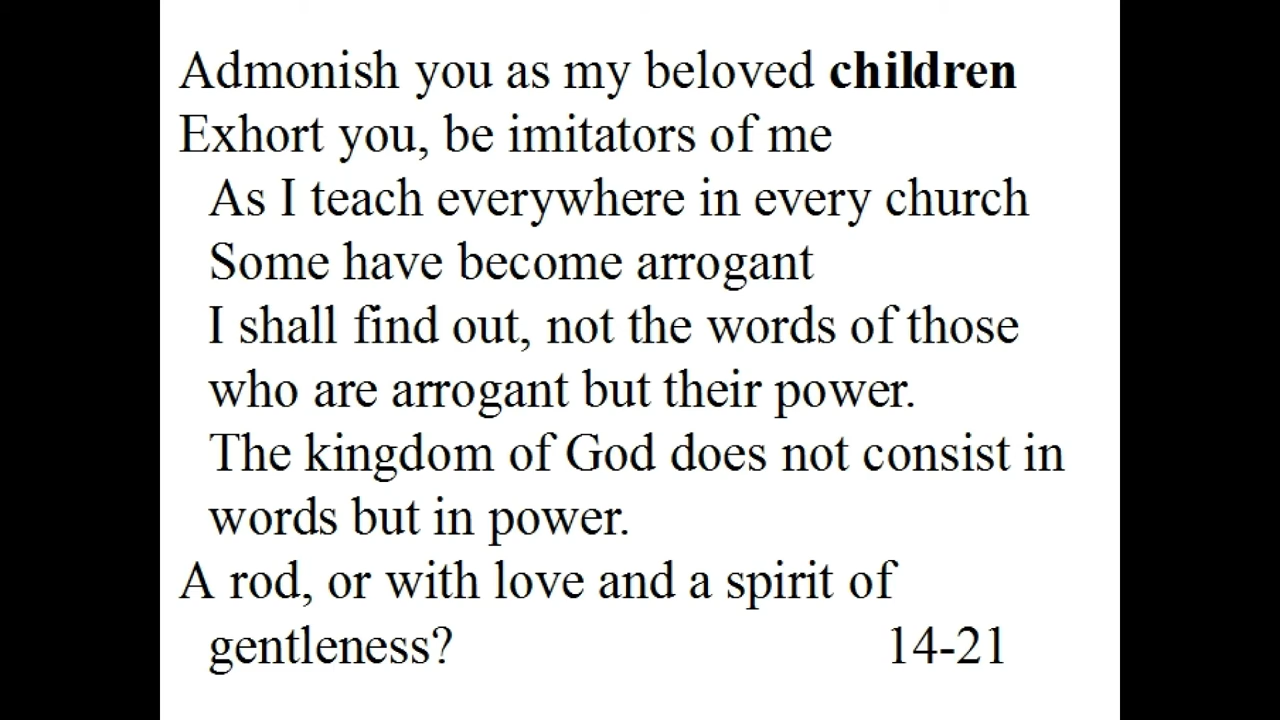 Admonish you as my beloved children
Exhort you, be imitators of me
As I teach everywhere in every church
Some have become arrogant
I shall find out, not the words of those
who are arrogant but their power.
The kingdom of God does not consist in
words but in power.
A rod, or with love and a spirit of
gentleness? 14-21